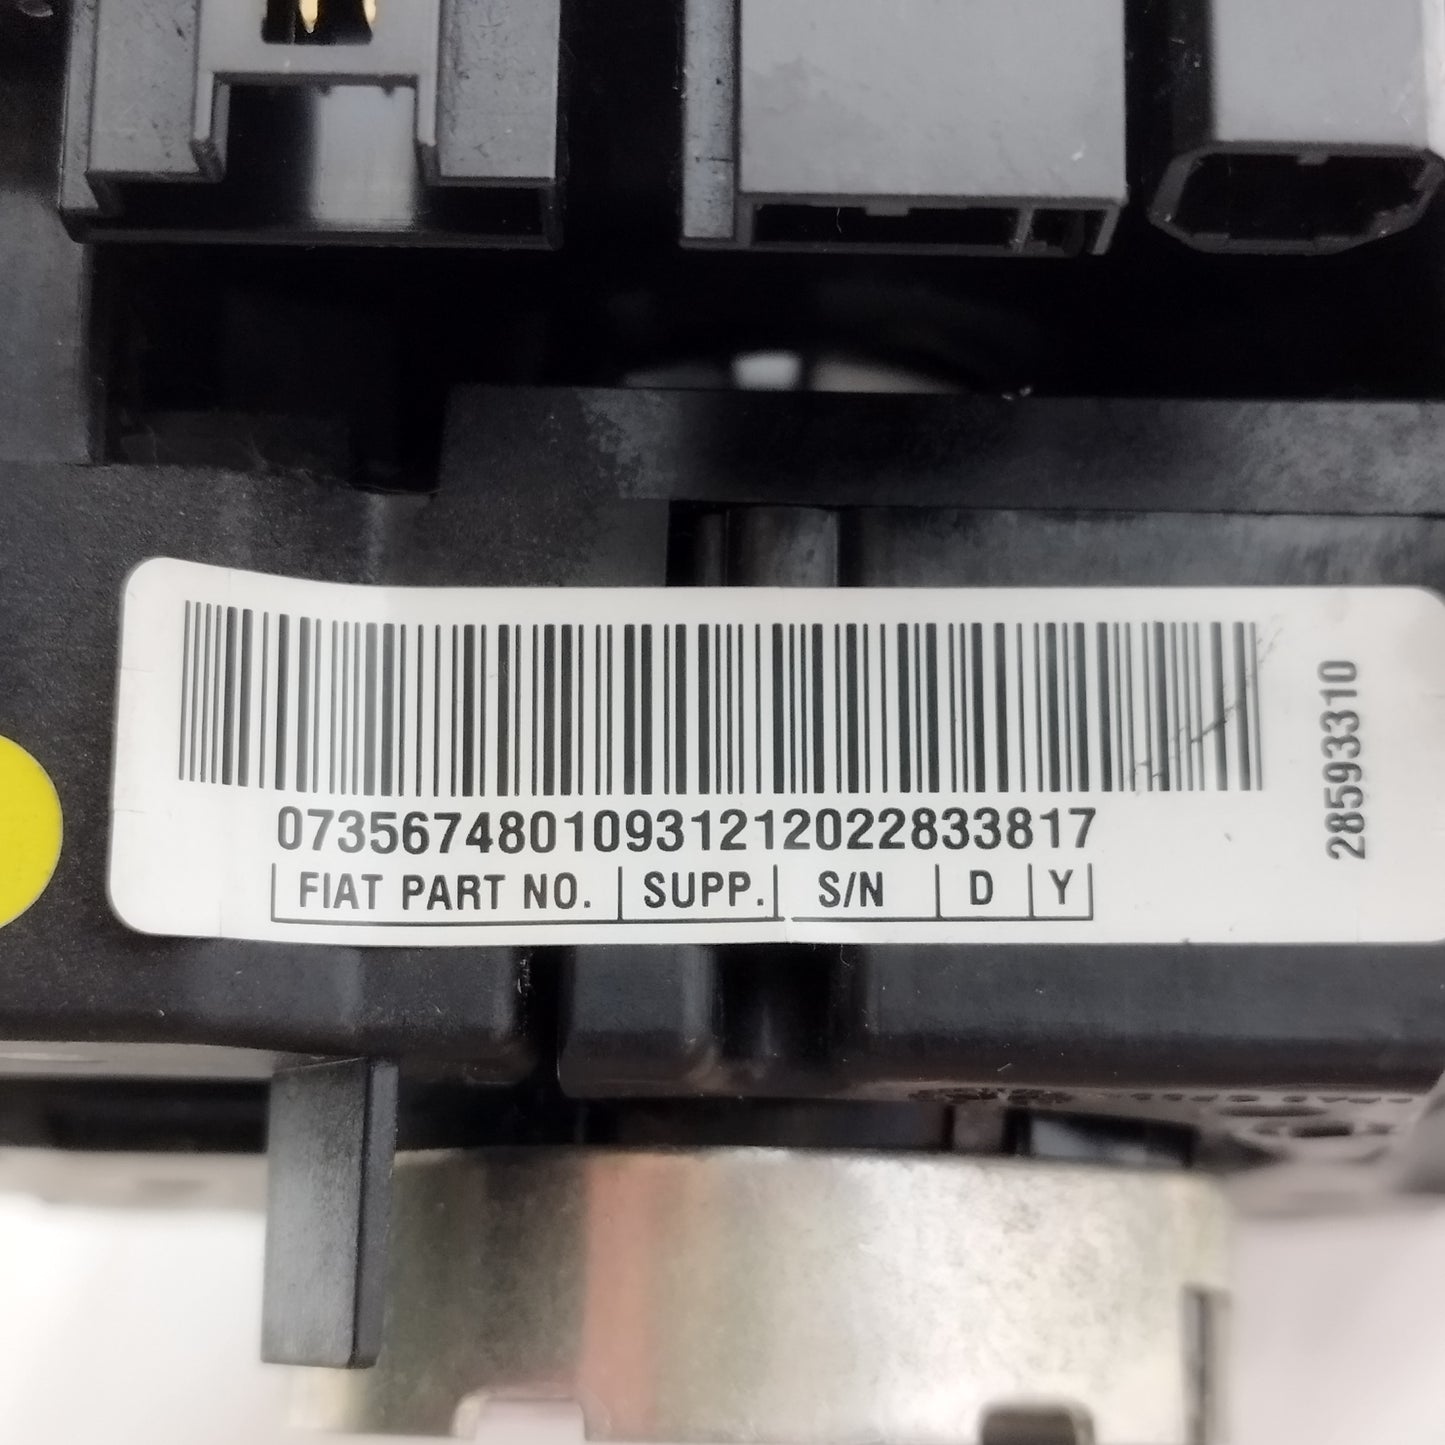 07356748010931212022833817
FIAT PART NO. SUPP. S/N D Y
28593310